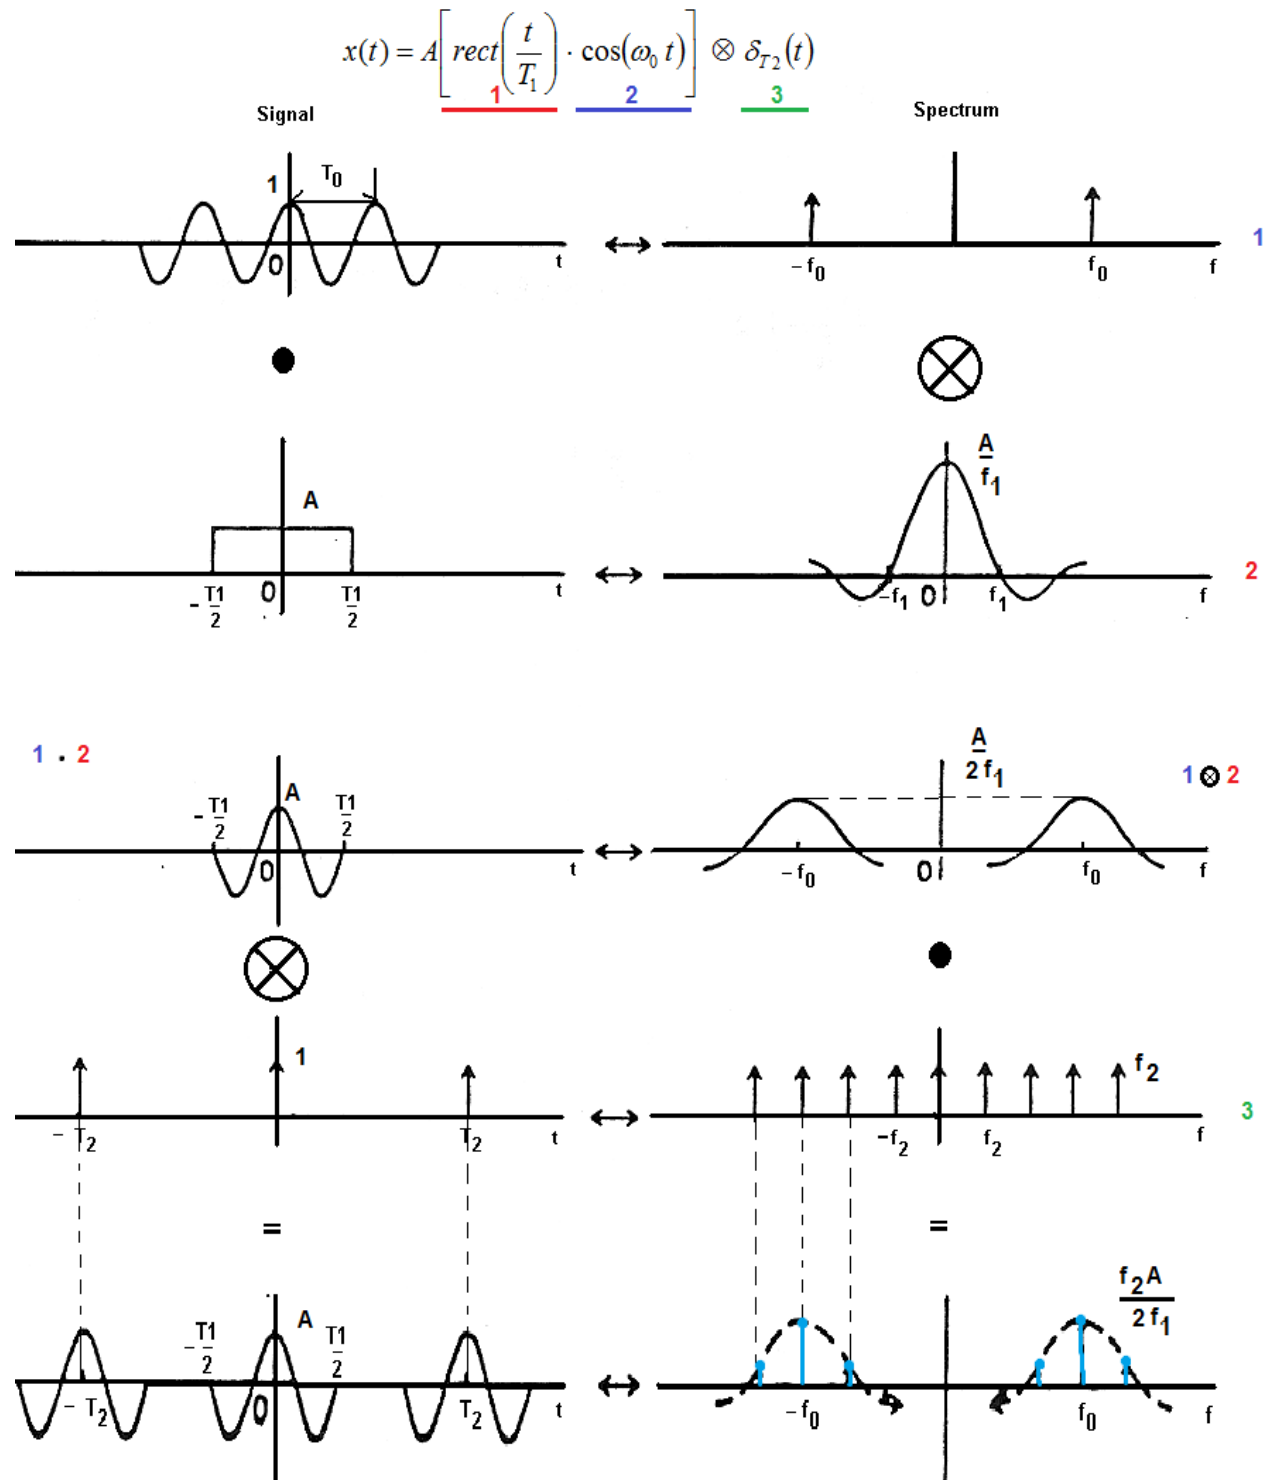 x(t) = A[rect(t/T₁) · cos(ω₀ t)] ⊗ δ_T2(t)
1 2 3
Signal Spectrum
1 T₀
0 t ↔ −f₀ f₀ f 1
•
⊗
A
−T1/2 0 T1/2 t ↔ A/f₁ −f₁ 0 f₁ f 2
1 . 2 A/2f₁ 1 ⊗ 2
−T1/2 A T1/2
0 t ↔ −f₀ 0 f₀ f
⊗
•
1 f₂
−T₂ T₂ t ↔ −f₂ f₂ f 3
= =
−T1/2 A T1/2 f₂A/2f₁
−T₂ 0 T₂ t ↔ −f₀ f₀ f